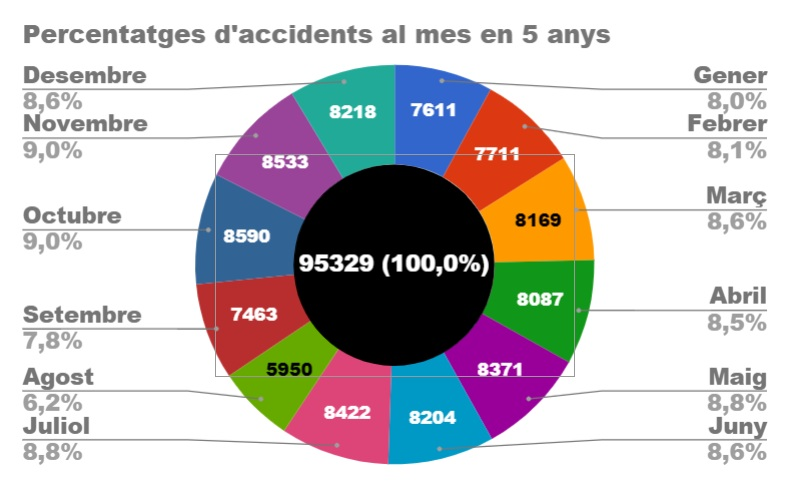 Percentatges d'accidents al mes en 5 anys
Desembre
8,6%
Novembre
9,0%
Octubre
9,0%
Setembre
7,8%
Agost
6,2%
Juliol
8,8%
8218
7611
8533
7711
8590
8169
95329 (100,0%)
7463
8087
5950
8371
8422
8204
Gener
8,0%
Febrer
8,1%
Març
8,6%
Abril
8,5%
Maig
8,8%
Juny
8,6%